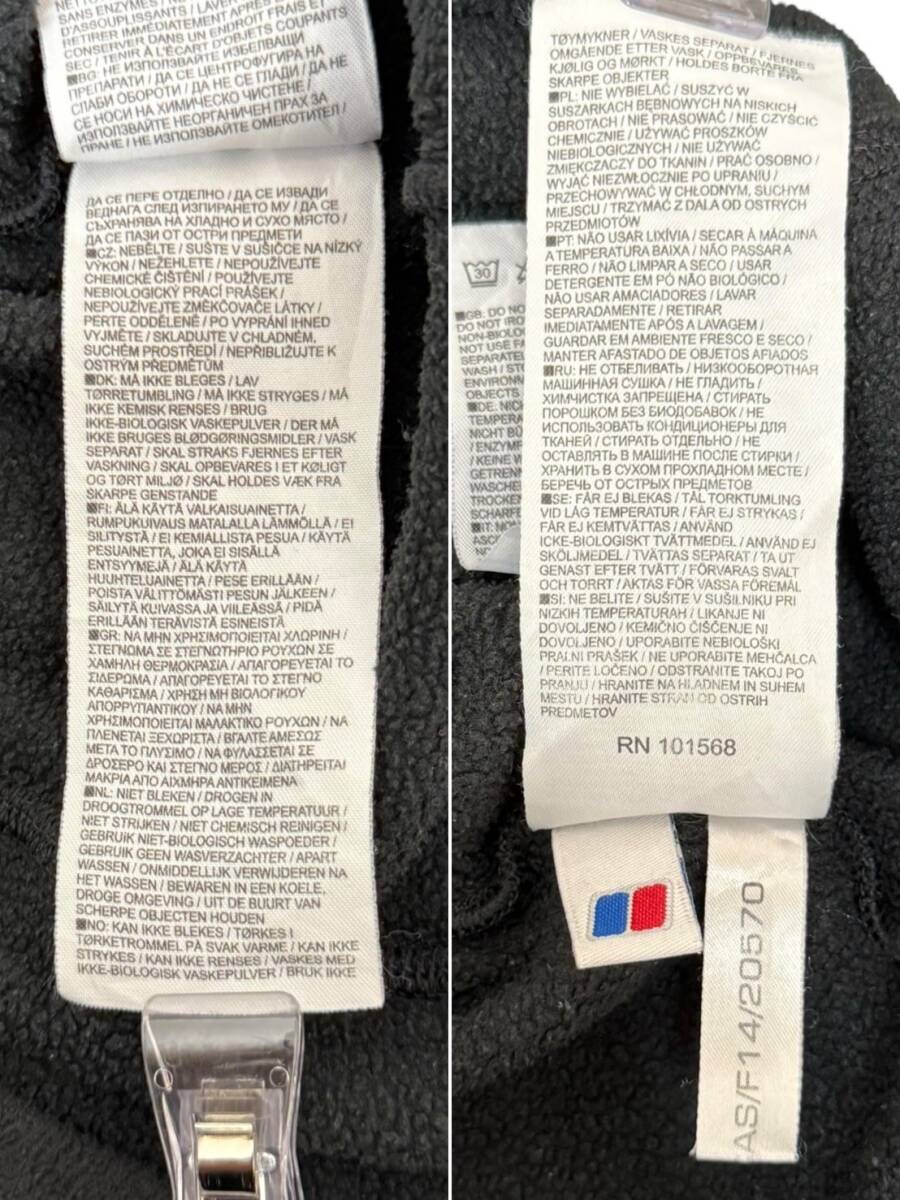 SANS ENZYMES / 
D'ASSOUPLISSANTS / LAVER
RETIRER IMMÉDIATEMENT APRÈS
CONSERVER DANS UN ENDROIT FRAIS ET
SEC / TENIR À L'ÉCART D'OBJETS COUPANTS
BG: НЕ ИЗПОЛЗВАЙТЕ ИЗБЕЛВАЩИ
ПРЕПАРАТИ / ДА СЕ ЦЕНТРОФУГИРА НА
СЛАБИ ОБОРОТИ / ДА НЕ СЕ ГЛАДИ / ДА НЕ
СЕ НОСИ НА ХИМИЧЕСКО ЧИСТЕНЕ /
ИЗПОЛЗВАЙТЕ НЕОРГАНИЧЕН ПРАХ ЗА
ПРАНЕ / НЕ ИЗПОЛЗВАЙТЕ ОМЕКОТИТЕЛ /
ДА СЕ ПЕРЕ ОТДЕЛНО / ДА СЕ ИЗВАДИ
ВЕДНАГА СЛЕД ИЗПИРАНЕТО МУ / ДА СЕ
СЪХРАНЯВА НА ХЛАДНО И СУХО МЯСТО /
ДА СЕ ПАЗИ ОТ ОСТРИ ПРЕДМЕТИ
CZ: NEBĚLTE / SUŠTE V SUŠIČCE NA NÍZKÝ
VÝKON / NEŽEHLETE / NEPOUŽÍVEJTE
CHEMICKÉ ČIŠTĚNÍ / POUŽÍVEJTE
NEBIOLOGICKÝ PRACÍ PRÁŠEK /
NEPOUŽÍVEJTE ZMĚKČOVAČE LÁTKY /
PERTE ODDĚLENĚ / PO VYPRÁNÍ IHNED
VYJMĚTE / SKLADUJTE V CHLADNÉM,
SUCHÉM PROSTŘEDÍ / NEPŘIBLIŽUJTE K
OSTRÝM PŘEDMĚTŮM
DK: MÅ IKKE BLEGES / LAV
TØRRETUMBLING / MÅ IKKE STRYGES / MÅ
IKKE KEMISK RENSES / BRUG
IKKE-BIOLOGISK VASKEPULVER / DER MÅ
IKKE BRUGES BLØDGØRINGSMIDLER / VASK
SEPARAT / SKAL STRAKS FJERNES EFTER
VASKNING / SKAL OPBEVARES I ET KØLIGT
OG TØRT MILJØ / SKAL HOLDES VÆK FRA
SKARPE GENSTANDE
FI: ÄLÄ KÄYTÄ VALKAISUAINETTA /
RUMPUKUIVAUS MATALALLA LÄMMÖLLÄ / EI
SILITYSTÄ / EI KEMIALLISTA PESUA / KÄYTÄ
PESUAINETTA, JOKA EI SISÄLLÄ
ENTSYYMEJÄ / ÄLÄ KÄYTÄ
HUUHTELUAINETTA / PESE ERILLÄÄN /
POISTA VÄLITTÖMÄSTI PESUN JÄLKEEN /
SÄILYTÄ KUIVASSA JA VIILEÄSSÄ / PIDÄ
ERILLÄÄN TERÄVISTÄ ESINEISTÄ
GR: ΝΑ ΜΗΝ ΧΡΗΣΙΜΟΠΟΙΕΙΤΑΙ ΧΛΩΡΙΝΗ /
ΣΤΕΓΝΩΜΑ ΣΕ ΣΤΕΓΝΩΤΗΡΙΟ ΡΟΥΧΩΝ ΣΕ
ΧΑΜΗΛΗ ΘΕΡΜΟΚΡΑΣΙΑ / ΑΠΑΓΟΡΕΥΕΤΑΙ ΤΟ
ΣΙΔΕΡΩΜΑ / ΑΠΑΓΟΡΕΥΕΤΑΙ ΤΟ ΣΤΕΓΝΟ
ΚΑΘΑΡΙΣΜΑ / ΧΡΗΣΗ ΜΗ ΒΙΟΛΟΓΙΚΟΥ
ΑΠΟΡΡΥΠΑΝΤΙΚΟΥ / ΝΑ ΜΗΝ
ΧΡΗΣΙΜΟΠΟΙΕΙΤΑΙ ΜΑΛΑΚΤΙΚΟ ΡΟΥΧΩΝ / ΝΑ
ΠΛΕΝΕΤΑΙ ΞΕΧΩΡΙΣΤΑ / ΒΓΑΛΤΕ ΑΜΕΣΩΣ
ΜΕΤΑ ΤΟ ΠΛΥΣΙΜΟ / ΝΑ ΦΥΛΑΣΣΕΤΑΙ ΣΕ
ΔΡΟΣΕΡΟ ΚΑΙ ΣΤΕΓΝΟ ΜΕΡΟΣ / ΔΙΑΤΗΡΕΙΤΑΙ
ΜΑΚΡΙΑ ΑΠΟ ΑΙΧΜΗΡΑ ΑΝΤΙΚΕΙΜΕΝΑ
NL: NIET BLEKEN / DROGEN IN
DROOGTROMMEL OP LAGE TEMPERATUUR /
NIET STRIJKEN / NIET CHEMISCH REINIGEN /
GEBRUIK NIET-BIOLOGISCH WASPOEDER /
GEBRUIK GEEN WASVERZACHTER / APART
WASSEN / ONMIDDELLIJK VERWIJDEREN NA
HET WASSEN / BEWAREN IN EEN KOELE,
DROGE OMGEVING / UIT DE BUURT VAN
SCHERPE OBJECTEN HOUDEN
NO: KAN IKKE BLEKES / TØRKES I
TØRKETROMMEL PÅ SVAK VARME / KAN IKKE
STRYKES / KAN IKKE RENSES / VASKES MED
IKKE-BIOLOGISK VASKEPULVER / BRUK IKKE
TØYMYKNER / VASKES SEPARAT / FJERNES
OMGÅENDE ETTER VASK / OPPBEVARES
KJØLIG OG MØRKT / HOLDES BORTE FRA
SKARPE OBJEKTER
PL: NIE WYBIELAĆ / SUSZYĆ W
SUSZARKACH BĘBNOWYCH NA NISKICH
OBROTACH / NIE PRASOWAĆ / NIE CZYŚCIĆ
CHEMICZNIE / UŻYWAĆ PROSZKÓW
NIEBIOLOGICZNYCH / NIE UŻYWAĆ
ZMIĘKCZACZY DO TKANIN / PRAĆ OSOBNO /
WYJĄĆ NIEZWŁOCZNIE PO UPRANIU /
PRZECHOWYWAĆ W CHŁODNYM, SUCHYM
MIEJSCU / TRZYMAĆ Z DALA OD OSTRYCH
PRZEDMIOTÓW
PT: NÃO USAR LIXÍVIA / SECAR À MÁQUINA
A TEMPERATURA BAIXA / NÃO PASSAR A
FERRO / NÃO LIMPAR A SECO / USAR
DETERGENTE EM PÓ NÃO BIOLÓGICO /
NÃO USAR AMACIADORES / LAVAR
SEPARADAMENTE / RETIRAR
IMEDIATAMENTE APÓS A LAVAGEM /
GUARDAR EM AMBIENTE FRESCO E SECO /
MANTER AFASTADO DE OBJETOS AFIADOS
RU: НЕ ОТБЕЛИВАТЬ / НИЗКООБОРОТНАЯ
МАШИННАЯ СУШКА / НЕ ГЛАДИТЬ /
ХИМЧИСТКА ЗАПРЕЩЕНА / СТИРАТЬ
ПОРОШКОМ БЕЗ БИОДОБАВОК / НЕ
ИСПОЛЬЗОВАТЬ КОНДИЦИОНЕРЫ ДЛЯ
ТКАНЕЙ / СТИРАТЬ ОТДЕЛЬНО / НЕ
ОСТАВЛЯТЬ В МАШИНЕ ПОСЛЕ СТИРКИ /
ХРАНИТЬ В СУХОМ ПРОХЛАДНОМ МЕСТЕ /
БЕРЕЧЬ ОТ ОСТРЫХ ПРЕДМЕТОВ
SE: FÅR EJ BLEKAS / TÅL TORKTUMLING
VID LÅG TEMPERATUR / FÅR EJ STRYKAS /
FÅR EJ KEMTVÄTTAS / ANVÄND
ICKE-BIOLOGISKT TVÄTTMEDEL / ANVÄND EJ
SKÖLJMEDEL / TVÄTTAS SEPARAT / TA UT
GENAST EFTER TVÄTT / FÖRVARAS SVALT
OCH TORRT / AKTAS FÖR VASSA FÖREMÅL
SI: NE BELITE / SUŠITE V SUŠILNIKU PRI
NIZKIH TEMPERATURAH / LIKANJE NI
DOVOLJENO / KEMIČNO ČIŠČENJE NI
DOVOLJENO / UPORABITE NEBIOLOŠKI
PRALNI PRAŠEK / NE UPORABITE MEHČALCA
/ PERITE LOČENO / ODSTRANITE TAKOJ PO
PRANJU / HRANITE NA HLADNEM IN SUHEM
MESTU / HRANITE STRAN OD OSTRIH
PREDMETOV
RN 101568
30
GB: DO NO
DO NOT IRO
NON-BIOLO
NOT USE FA
SEPARATEL
WASH / STO
ENVIRONM
OBJECTS
DE: NICH
TEMPERA
NICHT BÜ
/ ENZYMF
/ KEINE W
GETRENN
WASCHE
TROCKEN
SCHARFE
IT: NON
ASC
AS/F14/20570